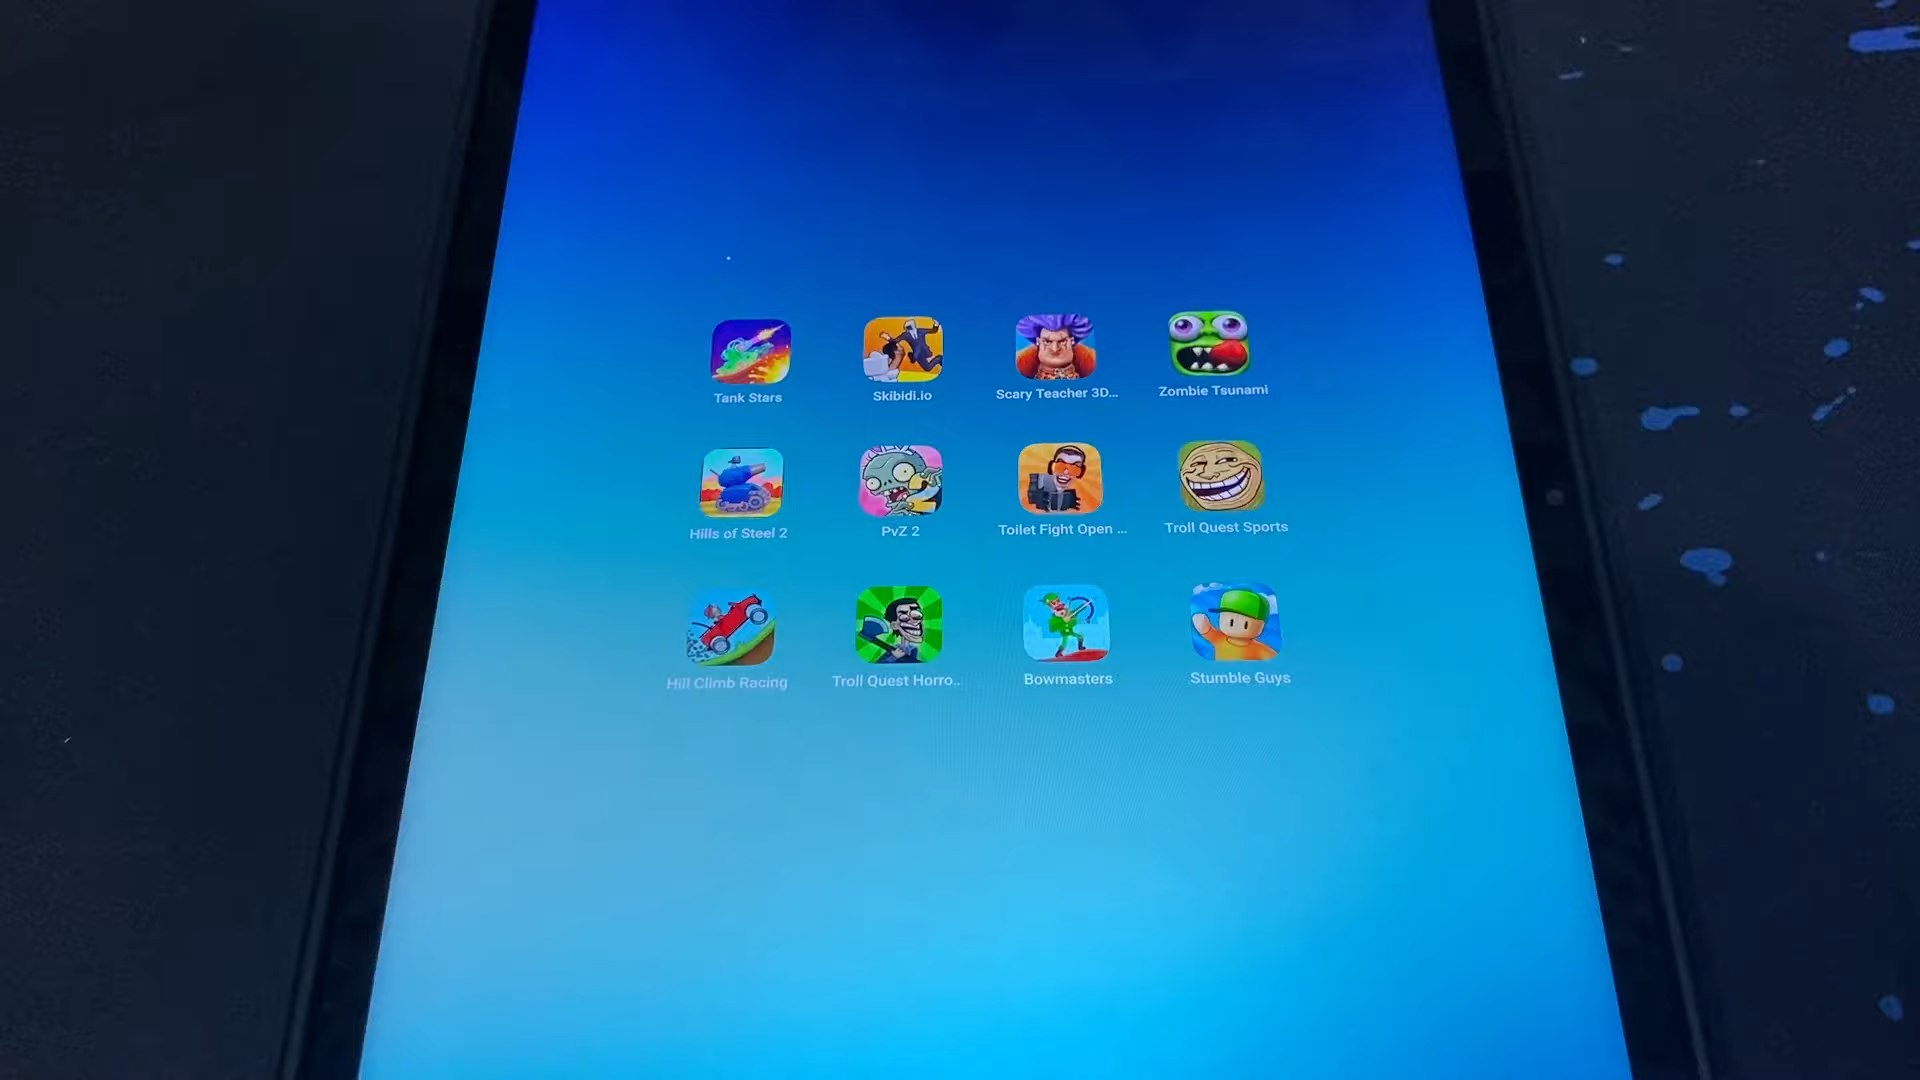 Tank Stars
Skibidi.io
Scary Teacher 3D...
Zombie Tsunami
Hills of Steel 2
PvZ 2
Toilet Fight Open ...
Troll Quest Sports
Hill Climb Racing
Troll Quest Horro..
Bowmasters
Stumble Guys